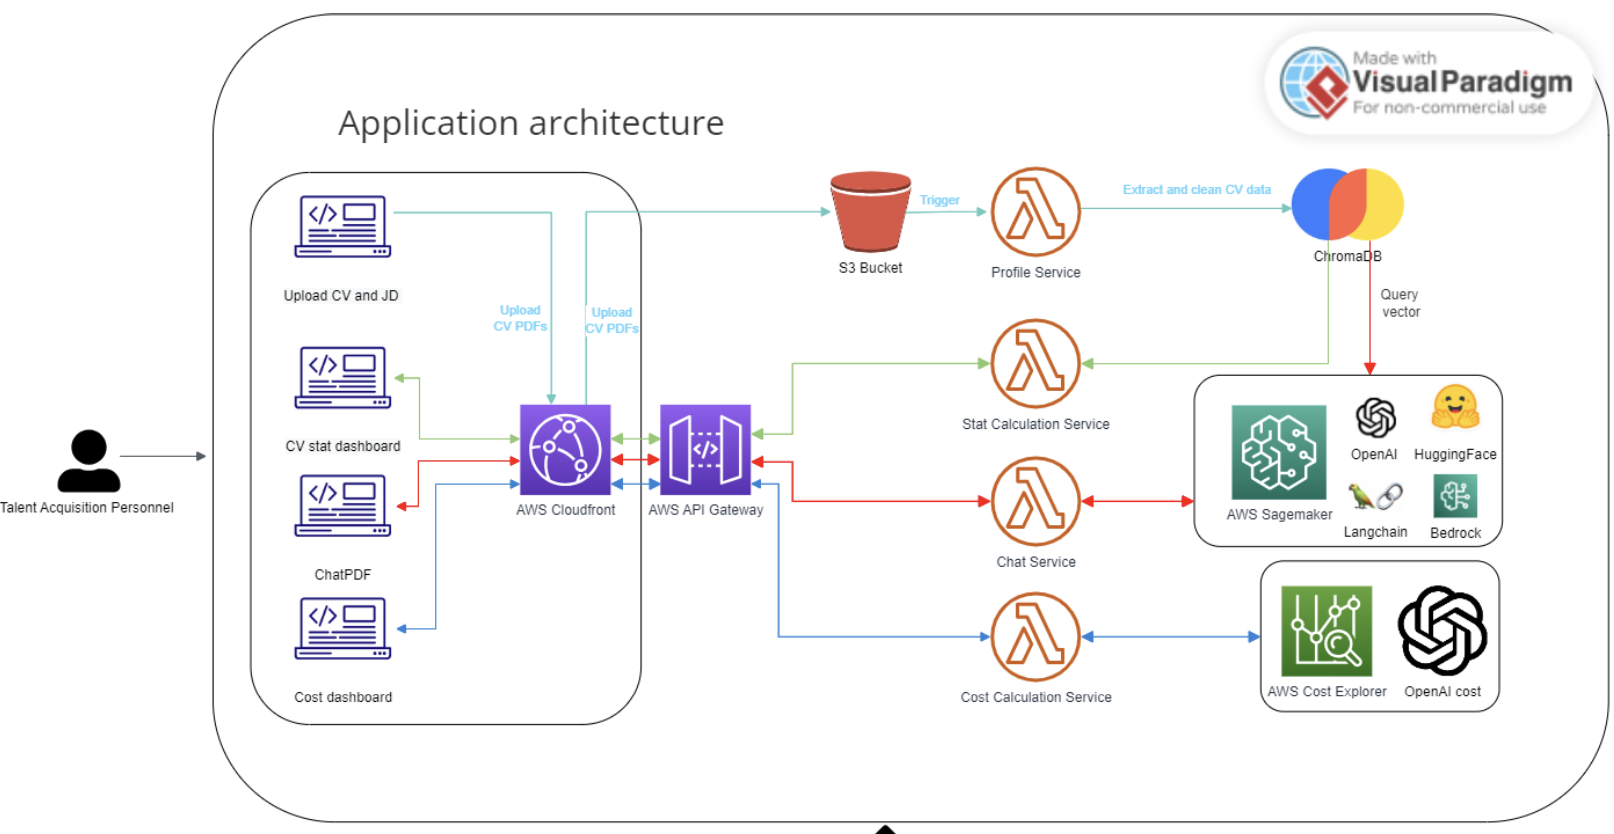 Made with
Visual Paradigm
For non-commercial use
Application architecture
Upload CV and JD
Upload
CV PDFs
Upload
CV PDFs
S3 Bucket
Trigger
Profile Service
Extract and clean CV data
ChromaDB
Query
vector
CV stat dashboard
Stat Calculation Service
Talent Acquisition Personnel
ChatPDF
AWS Cloudfront
AWS API Gateway
Chat Service
AWS Sagemaker
OpenAI
HuggingFace
Langchain
Bedrock
Cost dashboard
Cost Calculation Service
AWS Cost Explorer
OpenAI cost